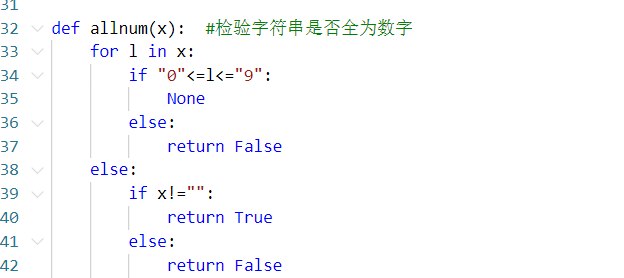 31
32 def allnum(x):  #检验字符串是否全为数字
33     for l in x:
34         if "0"<=l<="9":
35             None
36         else:
37             return False
38     else:
39         if x!="":
40             return True
41         else:
42             return False